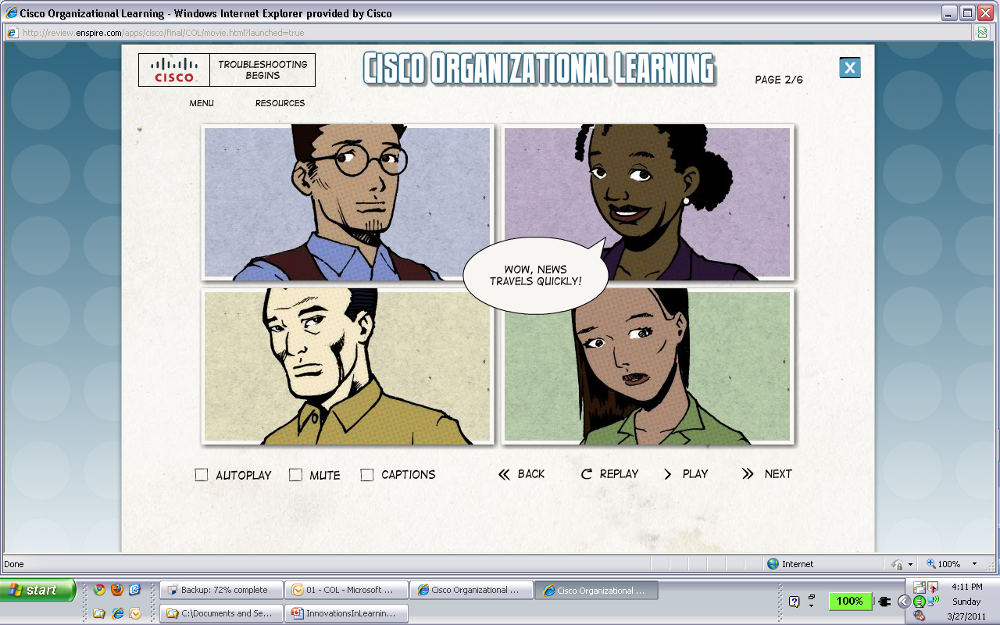 Cisco Organizational Learning - Windows Internet Explorer provided by Cisco
http://review.enspire.com/apps/cisco/final/COL/movie.html?launched=true
CISCO
TROUBLESHOOTING
BEGINS
CISCO ORGANIZATIONAL LEARNING
PAGE 2/6
X
MENU
RESOURCES
WOW, NEWS
TRAVELS QUICKLY!
AUTOPLAY
MUTE
CAPTIONS
BACK
REPLAY
PLAY
NEXT
Done
Internet
100%
start
Backup: 72% complete
01 - COL - Microsoft ...
Cisco Organizational ...
Cisco Organizational ...
C:\Documents and Se...
InnovationsInLearnin...
100%
4:11 PM
Sunday
3/27/2011